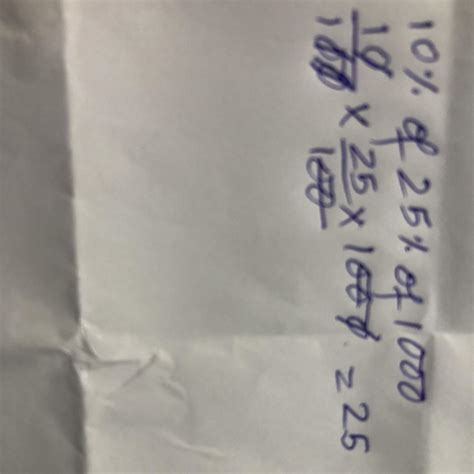 10% of 25% of 1000
10/100 × 25/100 × 1000 = 25